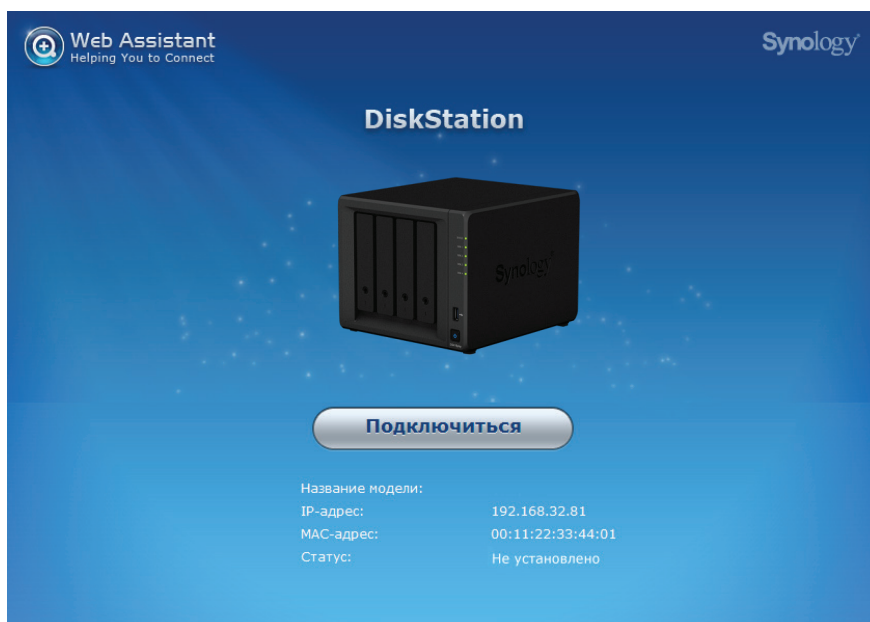 Web Assistant
Helping You to Connect
Synology
DiskStation
Synology
Подключиться
Название модели:
IP-адрес: 192.168.32.81
MAC-адрес: 00:11:22:33:44:01
Статус: Не установлено